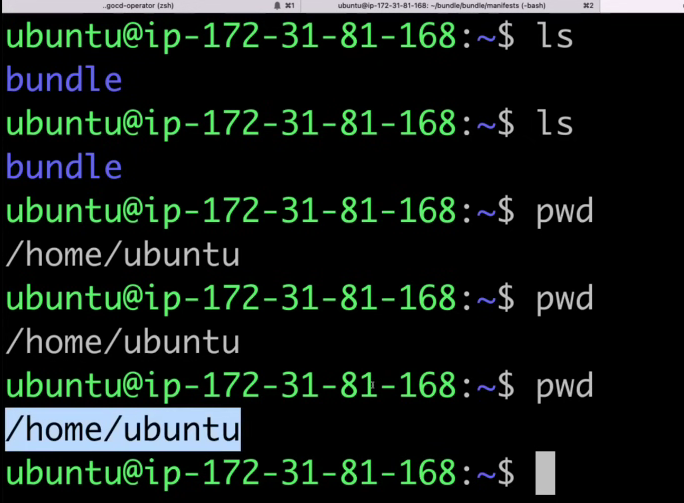 ..gocd-operator (zsh) ⌘1 ubuntu@ip-172-31-81-168: ~/bundle/bundle/manifests (-bash) ⌘2
ubuntu@ip-172-31-81-168:~$ ls
bundle
ubuntu@ip-172-31-81-168:~$ ls
bundle
ubuntu@ip-172-31-81-168:~$ pwd
/home/ubuntu
ubuntu@ip-172-31-81-168:~$ pwd
/home/ubuntu
ubuntu@ip-172-31-81-168:~$ pwd
/home/ubuntu
ubuntu@ip-172-31-81-168:~$